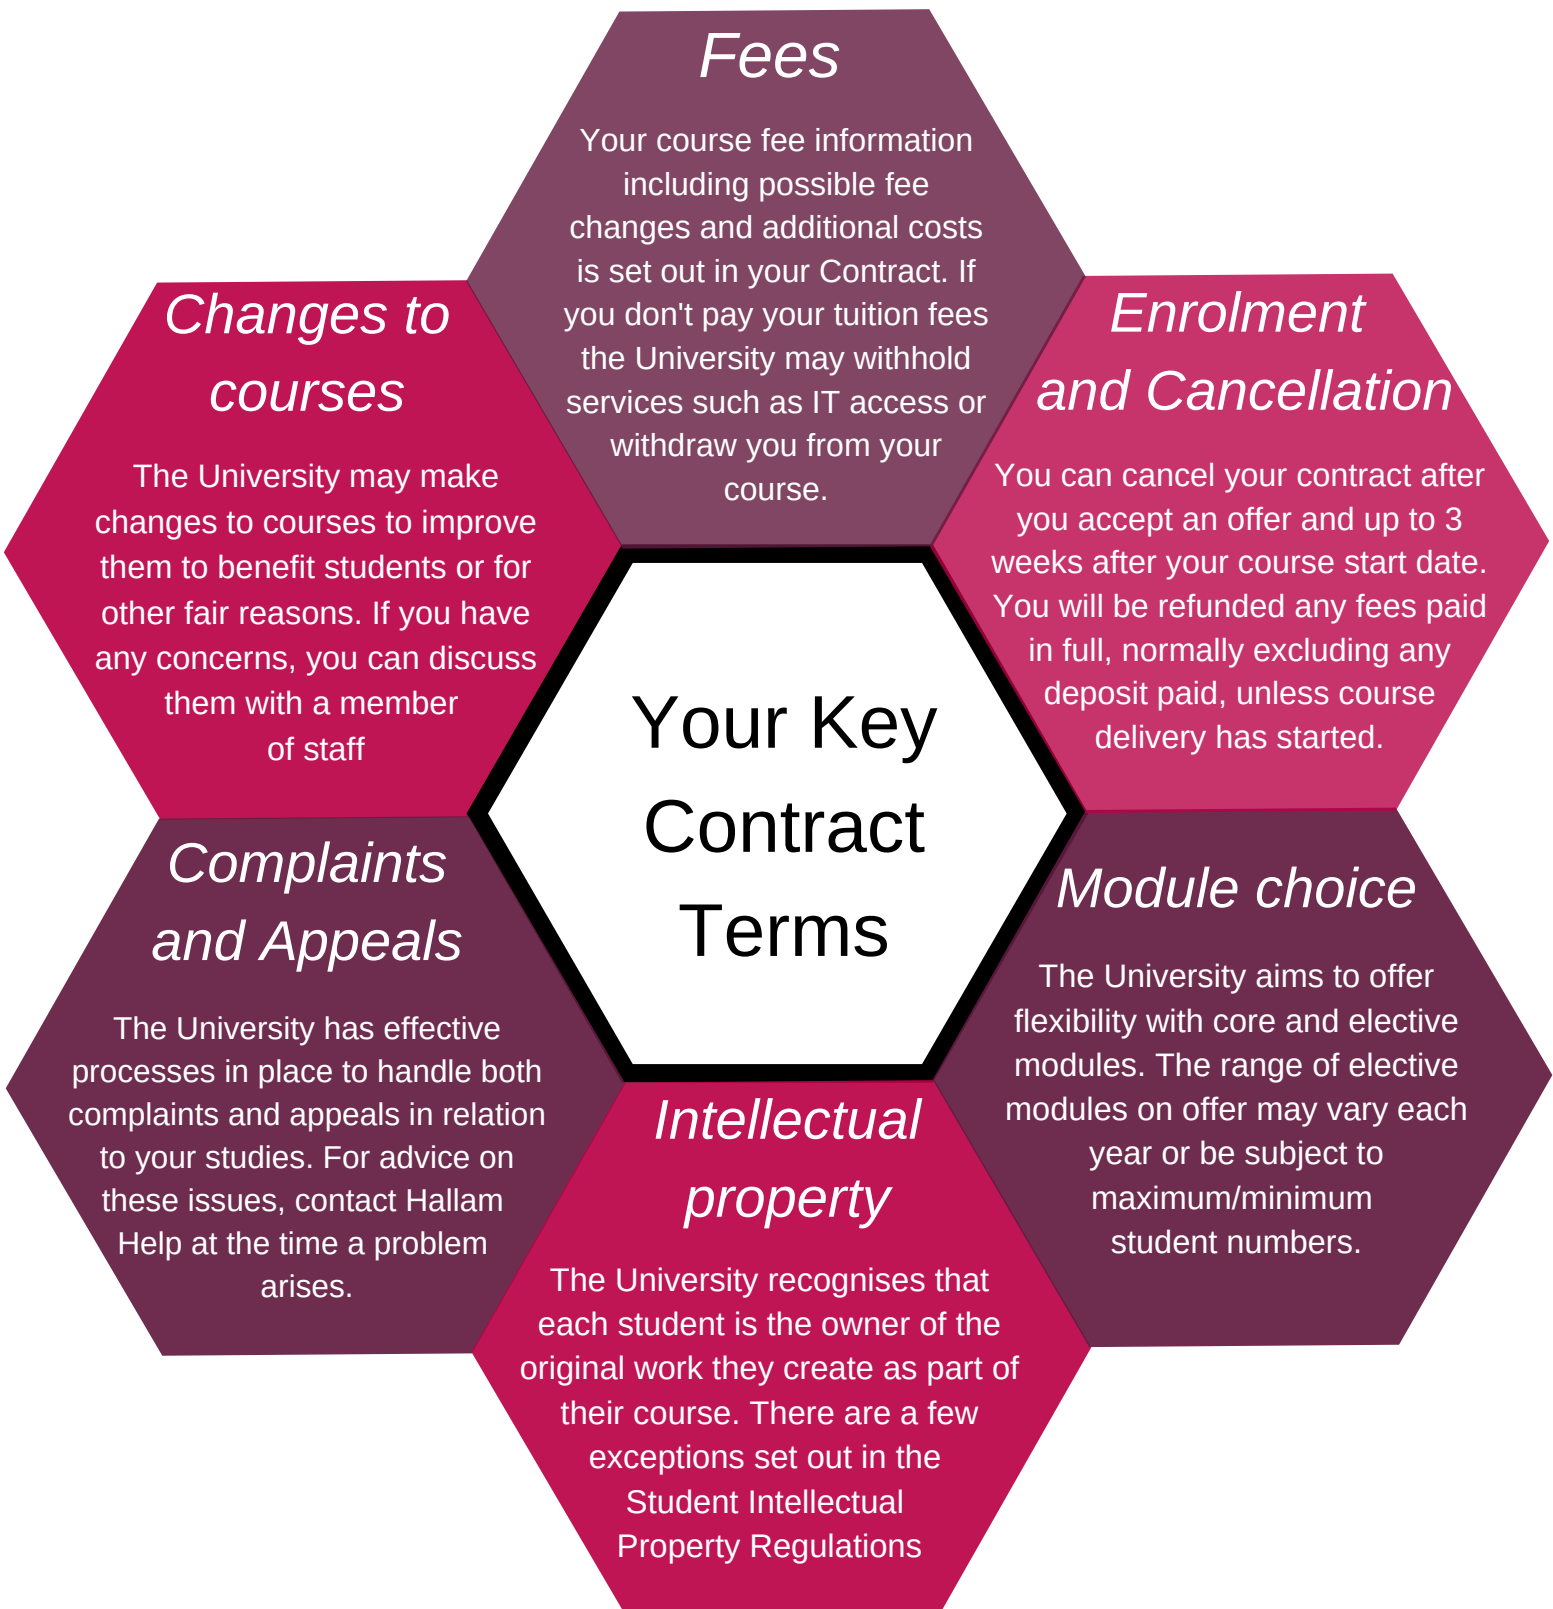 Fees
Your course fee information
including possible fee
changes and additional costs
is set out in your Contract. If
you don't pay your tuition fees
the University may withhold
services such as IT access or
withdraw you from your
course.
Changes to
courses
The University may make
changes to courses to improve
them to benefit students or for
other fair reasons. If you have
any concerns, you can discuss
them with a member
of staff
Enrolment
and Cancellation
You can cancel your contract after
you accept an offer and up to 3
weeks after your course start date.
You will be refunded any fees paid
in full, normally excluding any
deposit paid, unless course
delivery has started.
Your Key
Contract
Terms
Complaints
and Appeals
The University has effective
processes in place to handle both
complaints and appeals in relation
to your studies. For advice on
these issues, contact Hallam
Help at the time a problem
arises.
Module choice
The University aims to offer
flexibility with core and elective
modules. The range of elective
modules on offer may vary each
year or be subject to
maximum/minimum
student numbers.
Intellectual
property
The University recognises that
each student is the owner of the
original work they create as part of
their course. There are a few
exceptions set out in the
Student Intellectual
Property Regulations